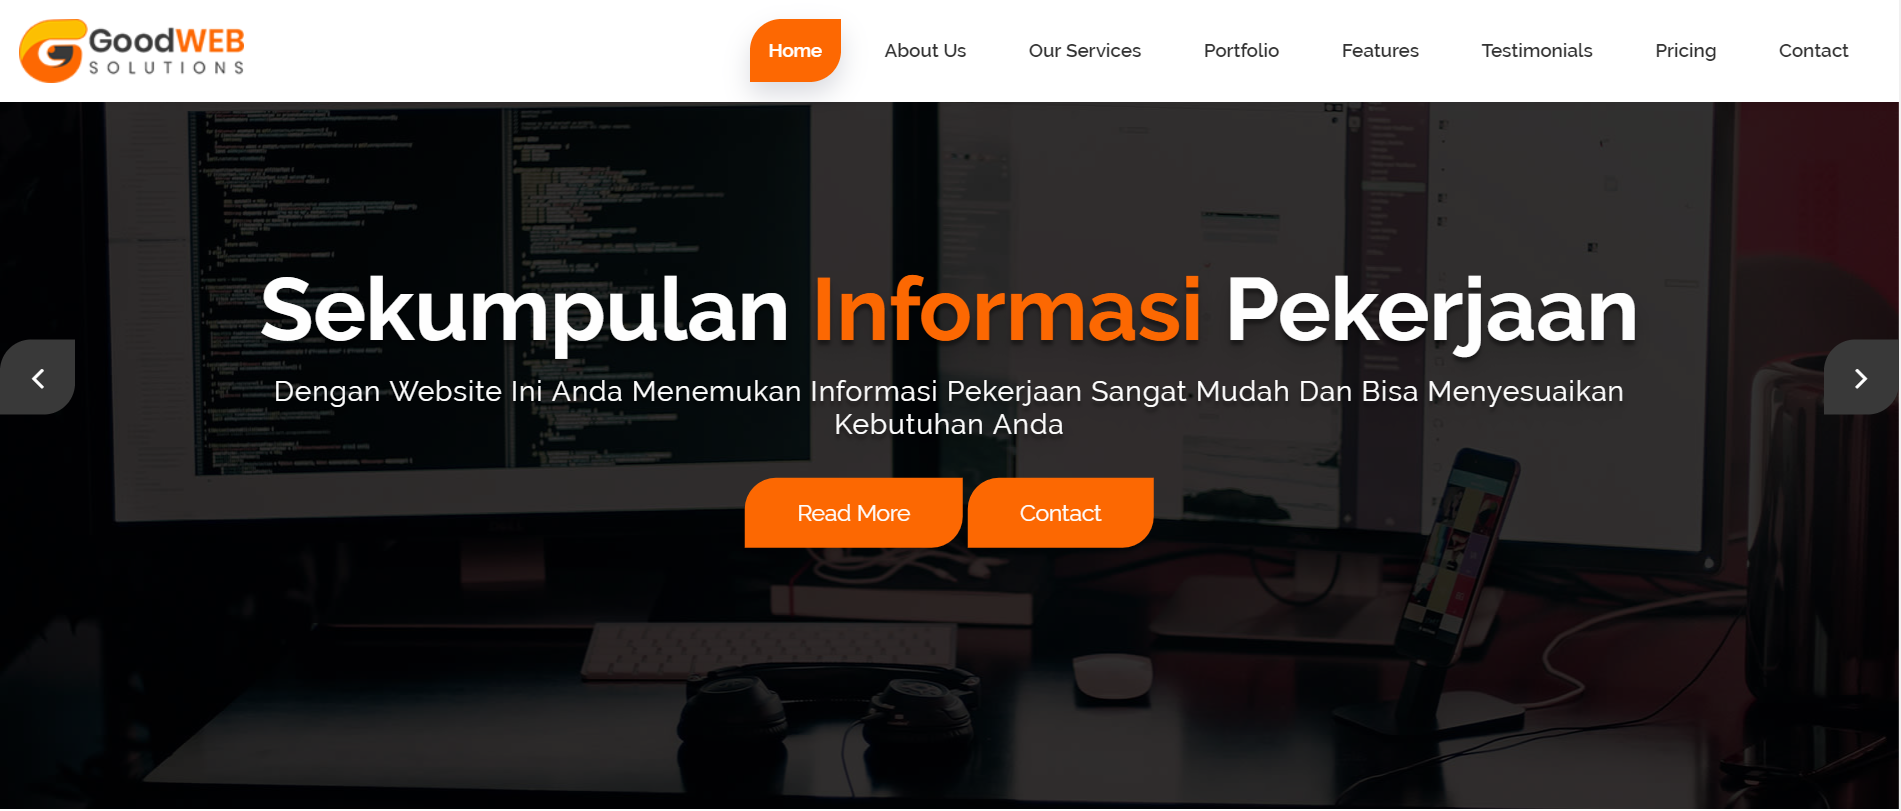 GoodWEB
SOLUTIONS
Home
About Us
Our Services
Portfolio
Features
Testimonials
Pricing
Contact
Sekumpulan Informasi Pekerjaan
Dengan Website Ini Anda Menemukan Informasi Pekerjaan Sangat Mudah Dan Bisa Menyesuaikan
Kebutuhan Anda
Read More
Contact